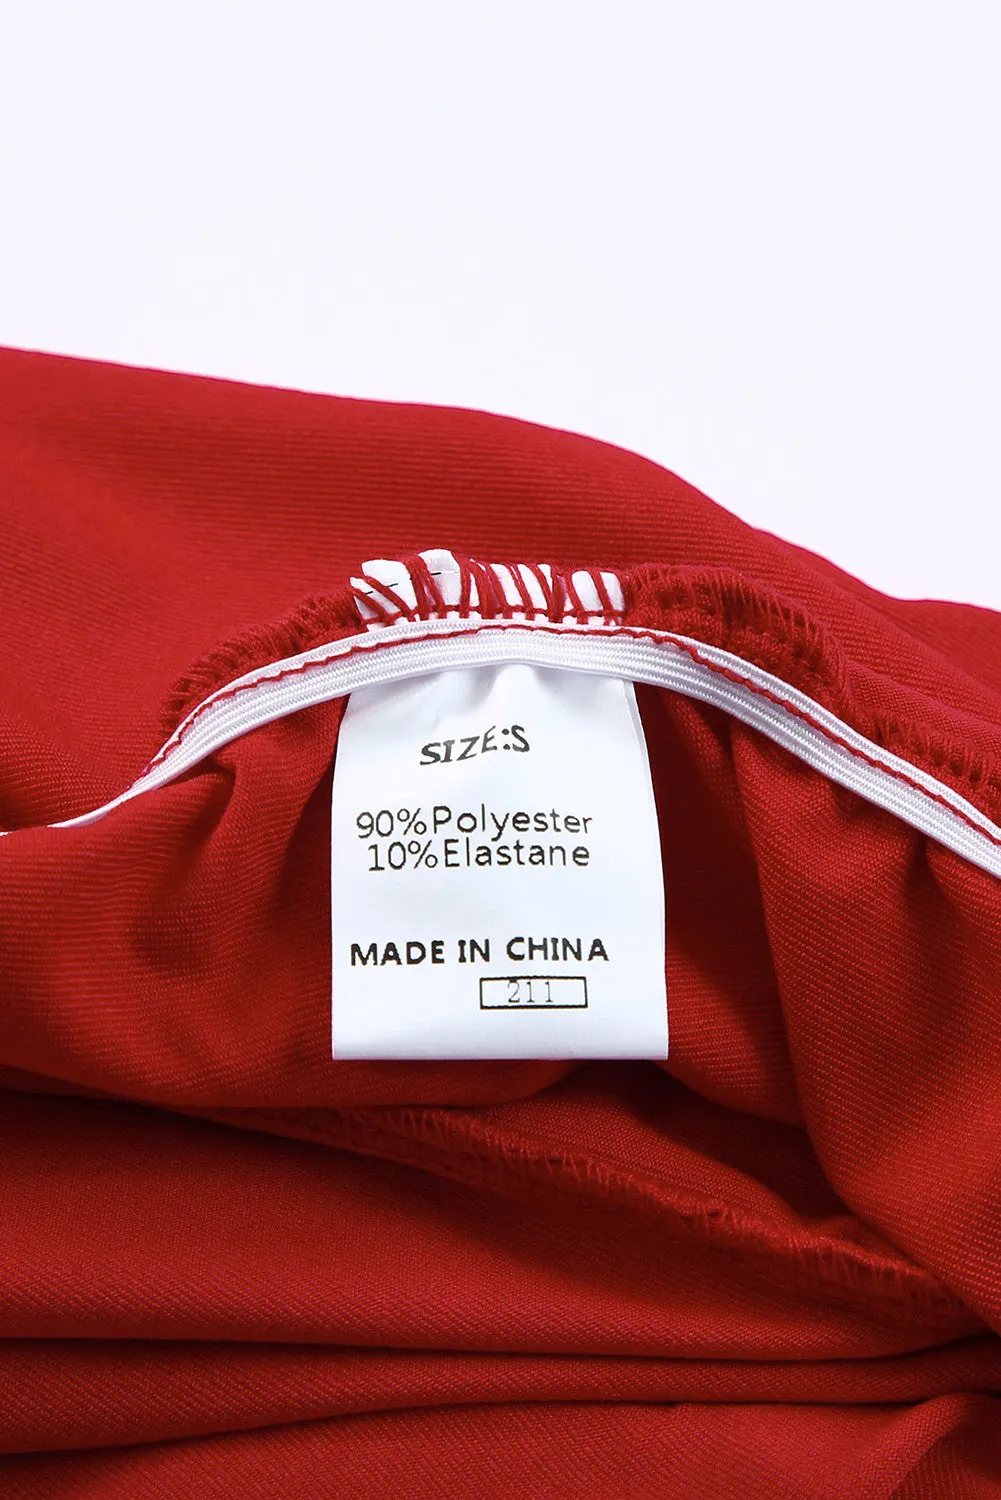 SIZE:S
90%Polyester
10%Elastane
MADE IN CHINA
211